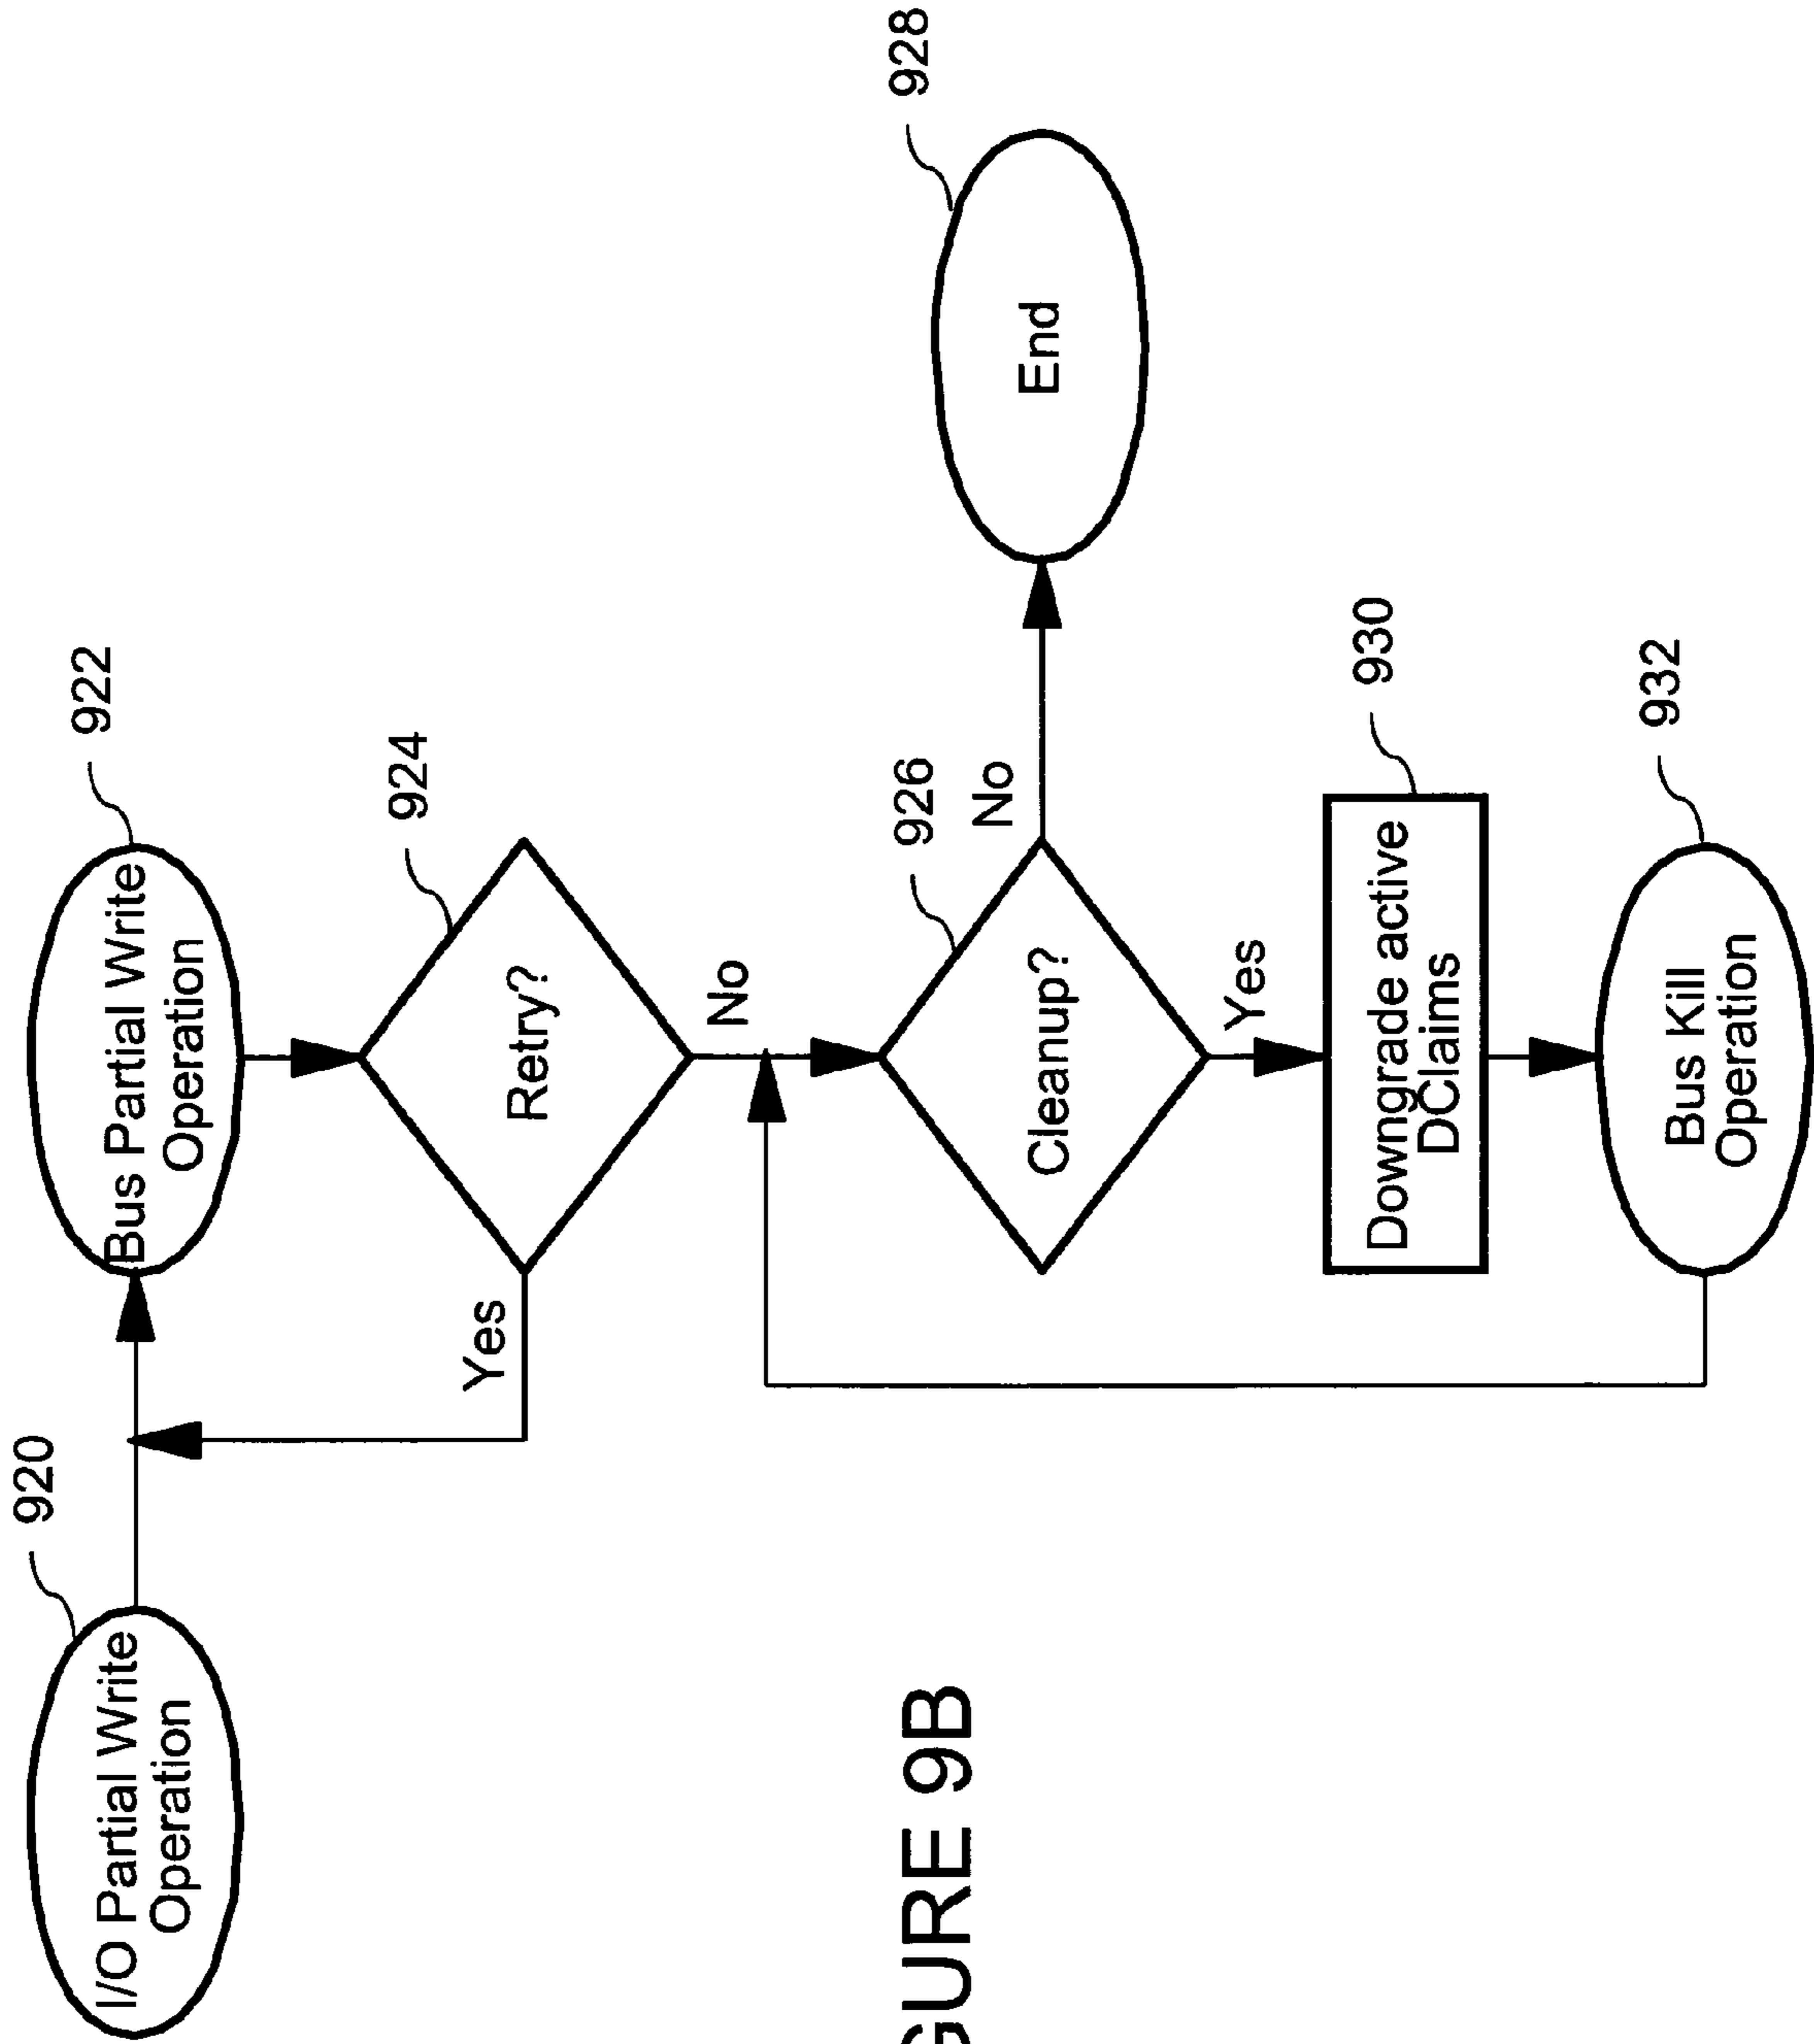 920
I/O Partial Write
Operation
922
Bus Partial Write
Operation
Yes
924
Retry?
No
926
Cleanup?
No
928
End
Yes
930
Downgrade active
DClaims
932
Bus Kill
Operation
GURE 9B